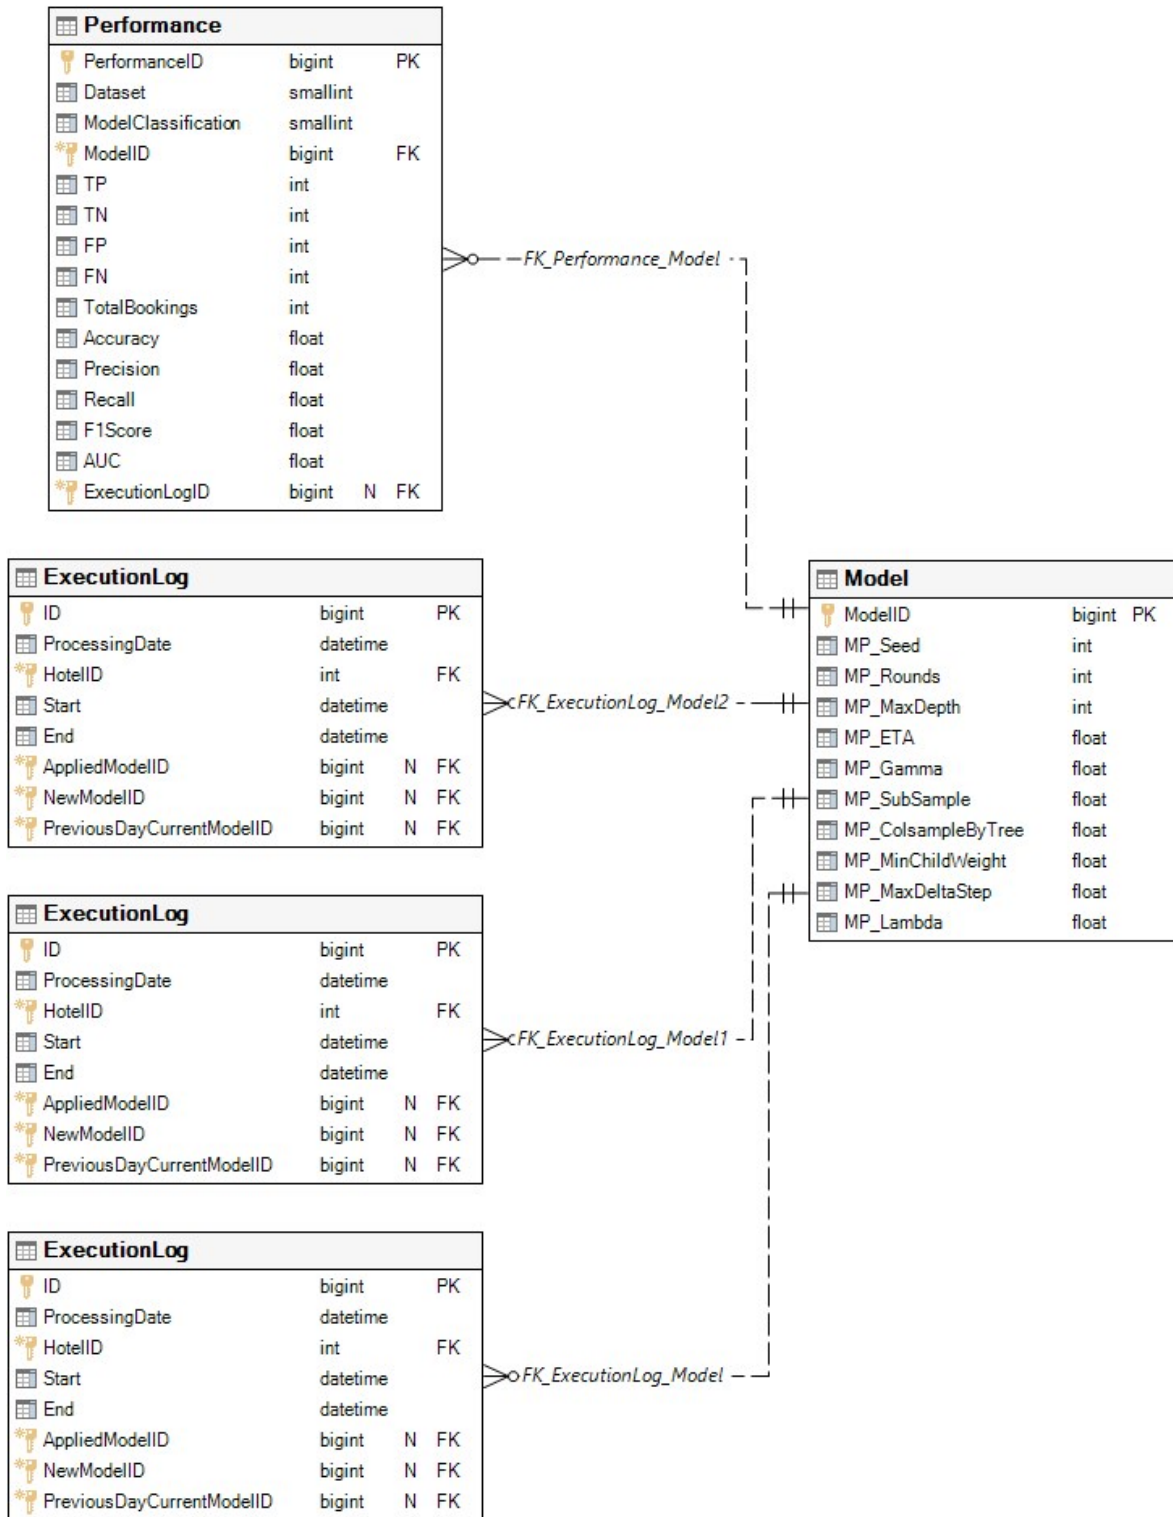 Performance
PerformanceID bigint PK
Dataset smallint
ModelClassification smallint
ModelID bigint FK
TP int
TN int
FP int
FN int
TotalBookings int
Accuracy float
Precision float
Recall float
F1Score float
AUC float
ExecutionLogID bigint N FK
FK_Performance_Model
ExecutionLog
ID bigint PK
ProcessingDate datetime
HotelID int FK
Start datetime
End datetime
AppliedModelID bigint N FK
NewModelID bigint N FK
PreviousDayCurrentModelID bigint N FK
FK_ExecutionLog_Model2
Model
ModelID bigint PK
MP_Seed int
MP_Rounds int
MP_MaxDepth int
MP_ETA float
MP_Gamma float
MP_SubSample float
MP_ColsampleByTree float
MP_MinChildWeight float
MP_MaxDeltaStep float
MP_Lambda float
ExecutionLog
ID bigint PK
ProcessingDate datetime
HotelID int FK
Start datetime
End datetime
AppliedModelID bigint N FK
NewModelID bigint N FK
PreviousDayCurrentModelID bigint N FK
FK_ExecutionLog_Model1
ExecutionLog
ID bigint PK
ProcessingDate datetime
HotelID int FK
Start datetime
End datetime
AppliedModelID bigint N FK
NewModelID bigint N FK
PreviousDayCurrentModelID bigint N FK
FK_ExecutionLog_Model